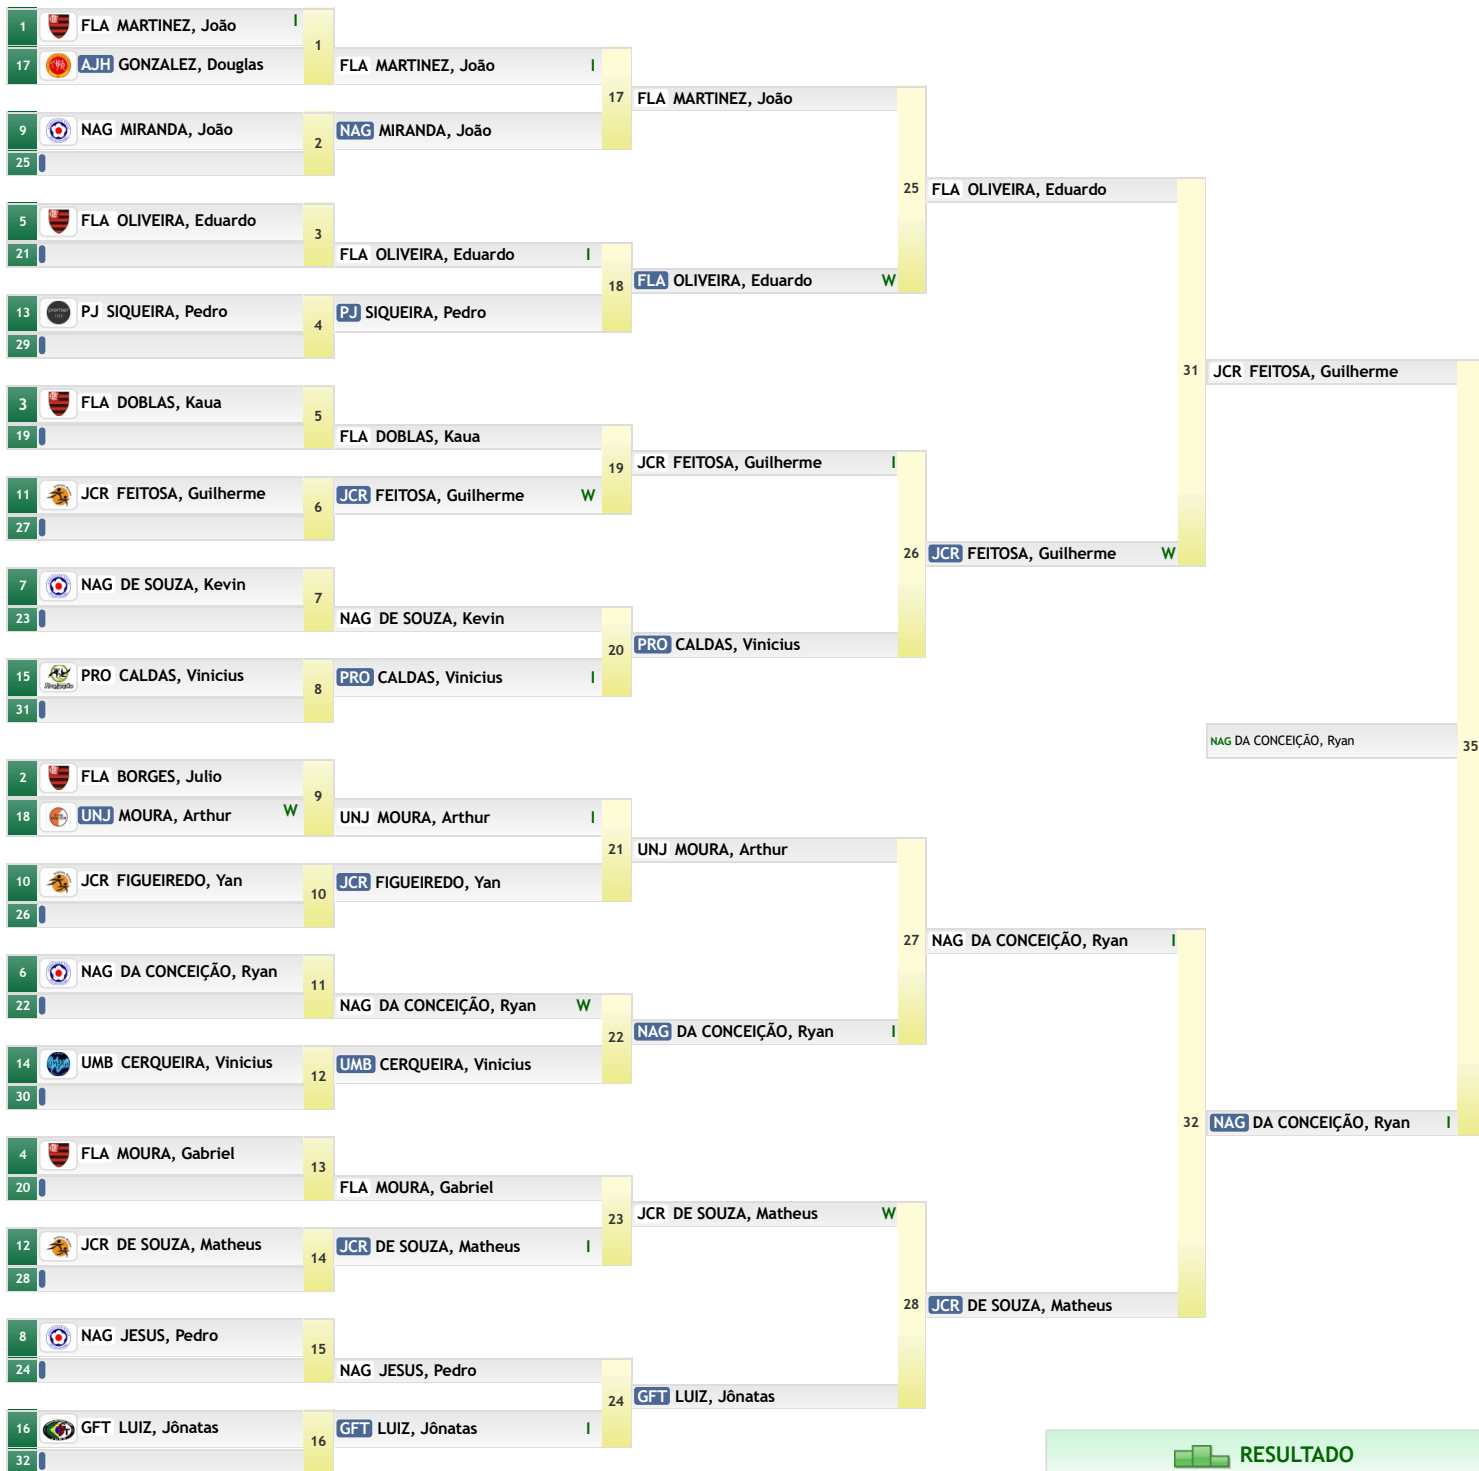 1 FLA MARTINEZ, João I
17 AJH GONZALEZ, Douglas
1
9 NAG MIRANDA, João
25
2
5 FLA OLIVEIRA, Eduardo
21
3
13 PJ SIQUEIRA, Pedro
29
4
3 FLA DOBLAS, Kaua
19
5
11 JCR FEITOSA, Guilherme
27
6
7 NAG DE SOUZA, Kevin
23
7
15 PRO CALDAS, Vinicius
31
8
2 FLA BORGES, Julio
18 UNJ MOURA, Arthur W
9
10 JCR FIGUEIREDO, Yan
26
10
6 NAG DA CONCEIÇÃO, Ryan
22
11
14 UMB CERQUEIRA, Vinicius
30
12
4 FLA MOURA, Gabriel
20
13
12 JCR DE SOUZA, Matheus
28
14
8 NAG JESUS, Pedro
24
15
16 GFT LUIZ, Jônatas
32
16
FLA MARTINEZ, João I
NAG MIRANDA, João
17
FLA OLIVEIRA, Eduardo I
PJ SIQUEIRA, Pedro
18
FLA DOBLAS, Kaua
JCR FEITOSA, Guilherme W
19
NAG DE SOUZA, Kevin
PRO CALDAS, Vinicius I
20
UNJ MOURA, Arthur I
JCR FIGUEIREDO, Yan
21
NAG DA CONCEIÇÃO, Ryan W
UMB CERQUEIRA, Vinicius
22
FLA MOURA, Gabriel
JCR DE SOUZA, Matheus I
23
NAG JESUS, Pedro
GFT LUIZ, Jônatas I
24
FLA MARTINEZ, João
FLA OLIVEIRA, Eduardo W
25
JCR FEITOSA, Guilherme I
PRO CALDAS, Vinicius
26
UNJ MOURA, Arthur
NAG DA CONCEIÇÃO, Ryan I
27
JCR DE SOUZA, Matheus W
GFT LUIZ, Jônatas
28
FLA OLIVEIRA, Eduardo
JCR FEITOSA, Guilherme W
31
NAG DA CONCEIÇÃO, Ryan I
JCR DE SOUZA, Matheus
32
JCR FEITOSA, Guilherme
NAG DA CONCEIÇÃO, Ryan
35
NAG DA CONCEIÇÃO, Ryan I
RESULTADO